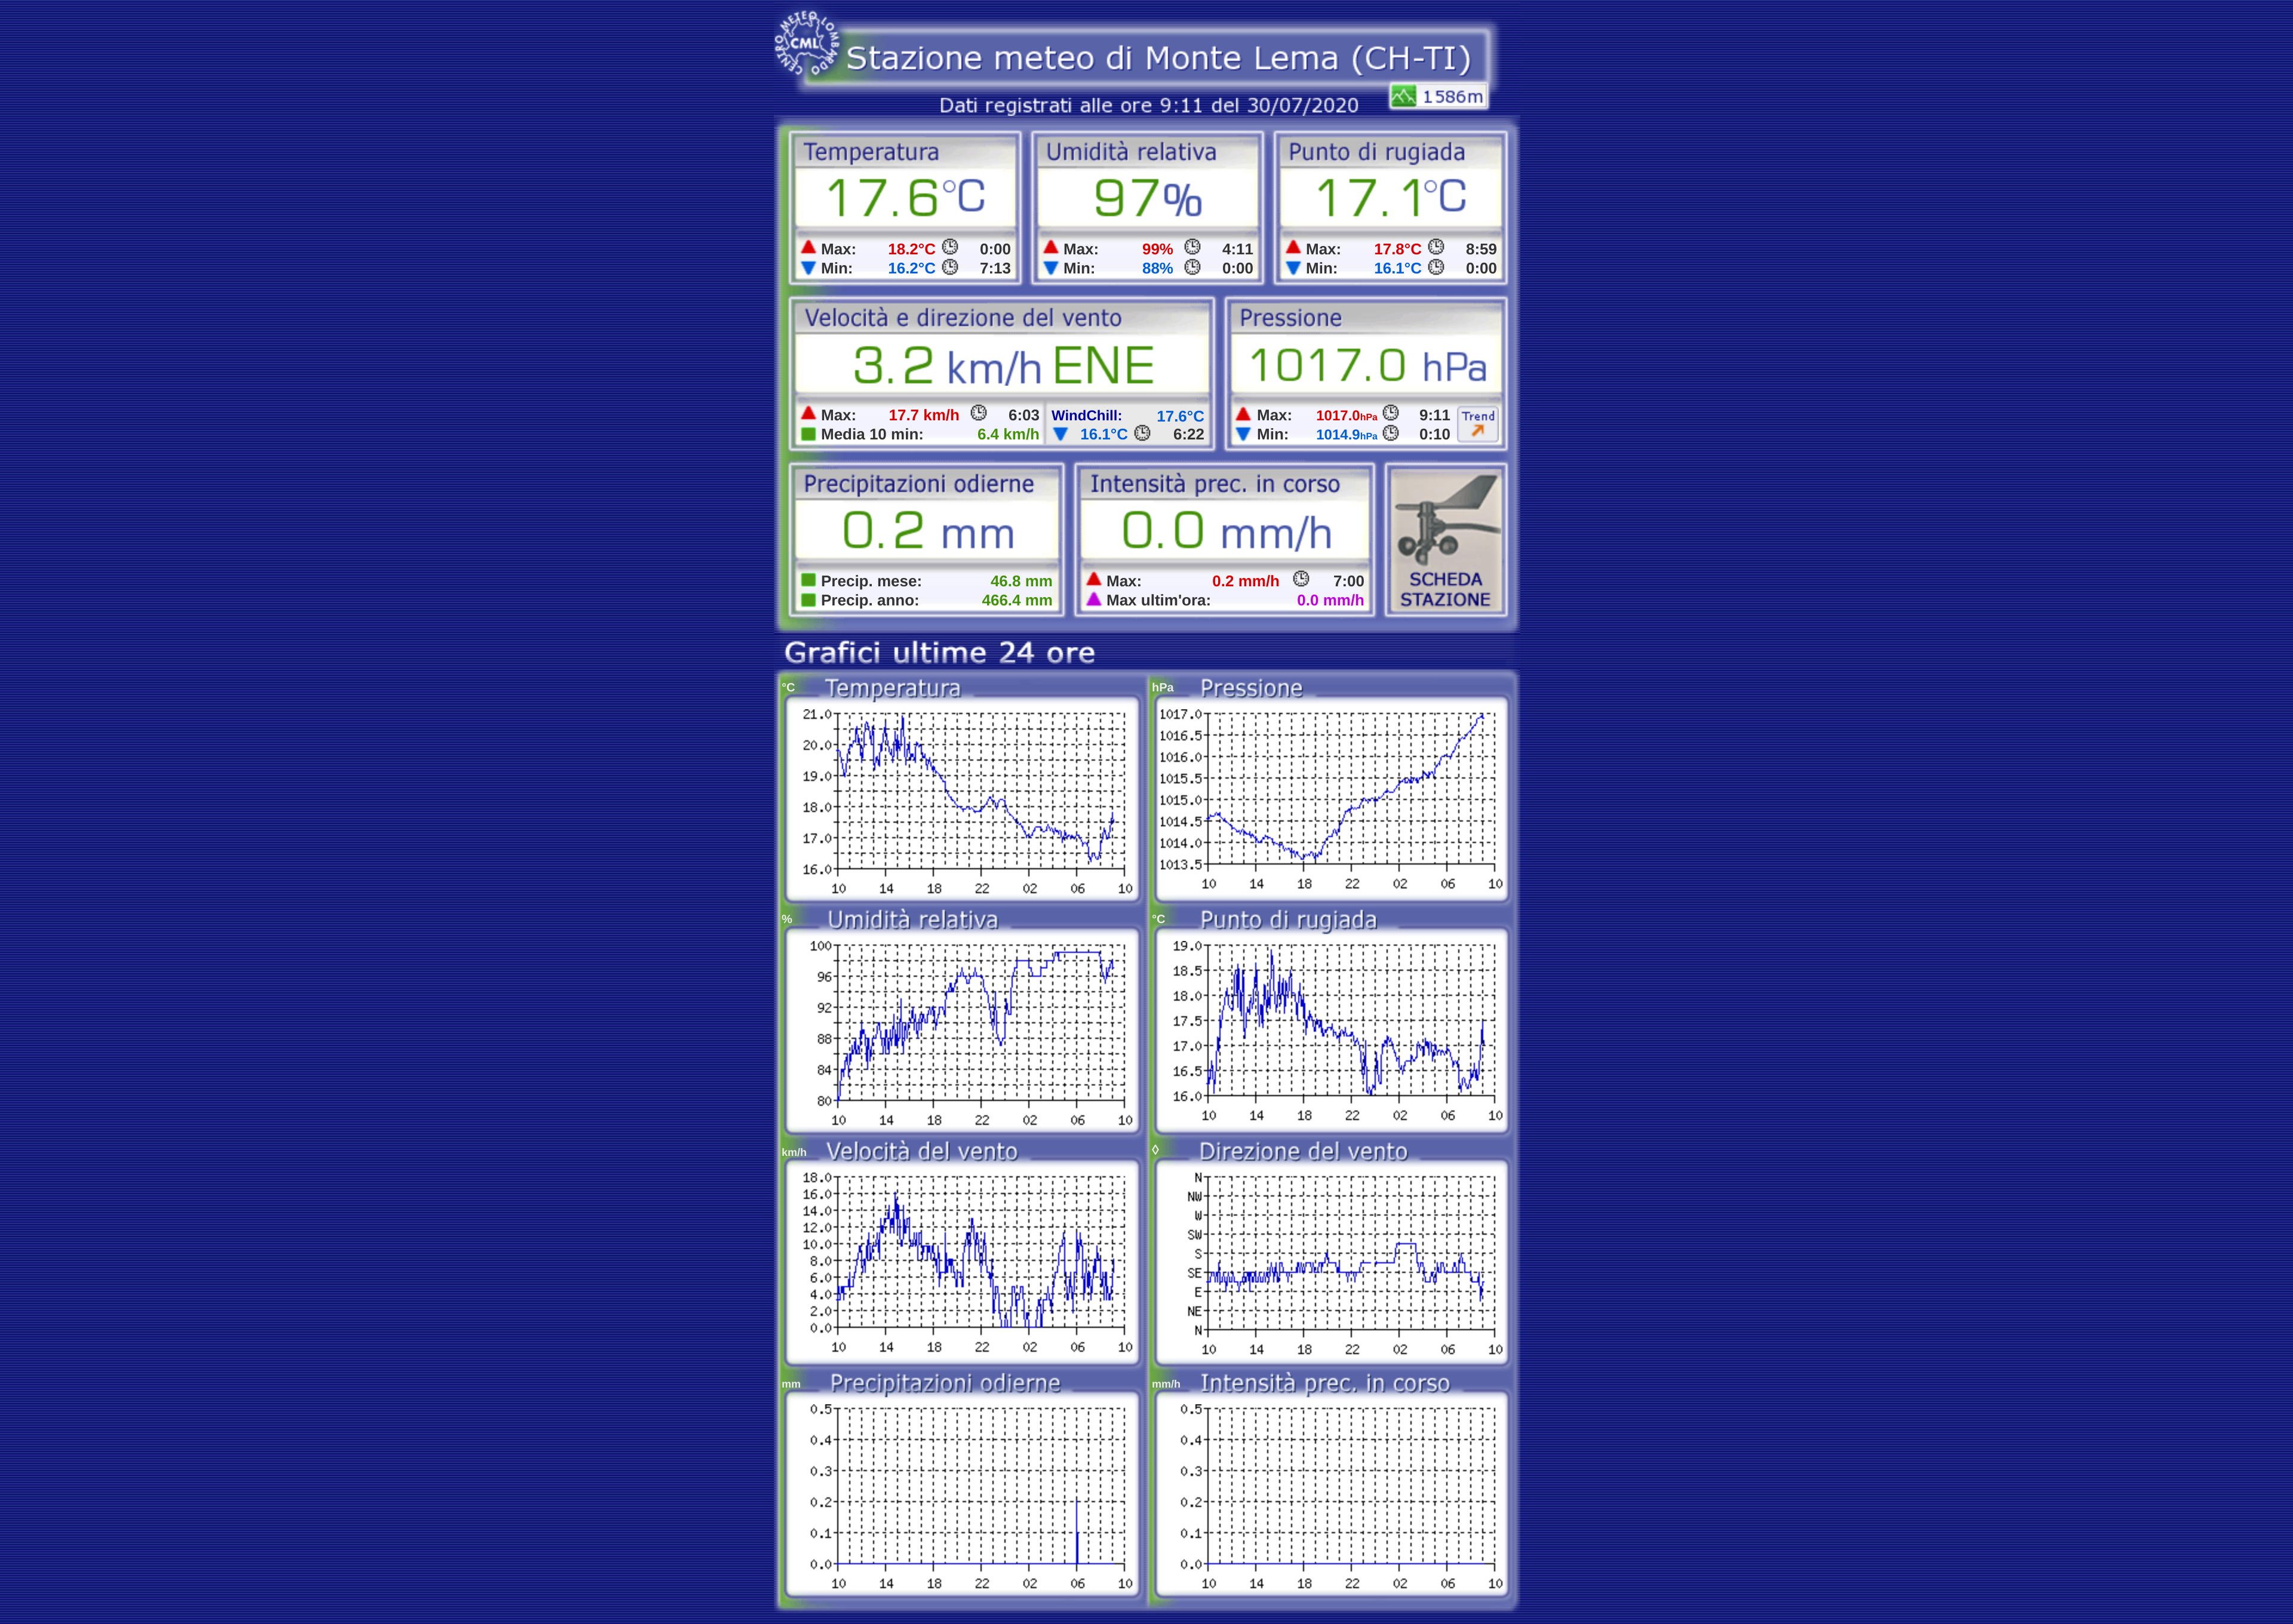 CENTRO METEO LOMBARDO
CML
Stazione meteo di Monte Lema (CH-TI)
1586m
Dati registrati alle ore 9:11 del 30/07/2020
Temperatura
17.6°C
Max: 18.2°C 0:00
Min: 16.2°C 7:13
Umidità relativa
97%
Max: 99% 4:11
Min: 88% 0:00
Punto di rugiada
17.1°C
Max: 17.8°C 8:59
Min: 16.1°C 0:00
Velocità e direzione del vento
3.2 km/h ENE
Max: 17.7 km/h 6:03
Media 10 min: 6.4 km/h
WindChill: 17.6°C
16.1°C 6:22
Pressione
1017.0 hPa
Max: 1017.0hPa 9:11
Min: 1014.9hPa 0:10
Trend
Precipitazioni odierne
0.2 mm
Precip. mese: 46.8 mm
Precip. anno: 466.4 mm
Intensità prec. in corso
0.0 mm/h
Max: 0.2 mm/h 7:00
Max ultim'ora: 0.0 mm/h
SCHEDA
STAZIONE
Grafici ultime 24 ore
°C Temperatura
21.0
20.0
19.0
18.0
17.0
16.0
10 14 18 22 02 06 10
hPa Pressione
1017.0
1016.5
1016.0
1015.5
1015.0
1014.5
1014.0
1013.5
10 14 18 22 02 06 10
% Umidità relativa
100
96
92
88
84
80
10 14 18 22 02 06 10
°C Punto di rugiada
19.0
18.5
18.0
17.5
17.0
16.5
16.0
10 14 18 22 02 06 10
km/h Velocità del vento
18.0
16.0
14.0
12.0
10.0
8.0
6.0
4.0
2.0
0.0
10 14 18 22 02 06 10
◊ Direzione del vento
N
NW
W
SW
S
SE
E
NE
N
10 14 18 22 02 06 10
mm Precipitazioni odierne
0.5
0.4
0.3
0.2
0.1
0.0
10 14 18 22 02 06 10
mm/h Intensità prec. in corso
0.5
0.4
0.3
0.2
0.1
0.0
10 14 18 22 02 06 10